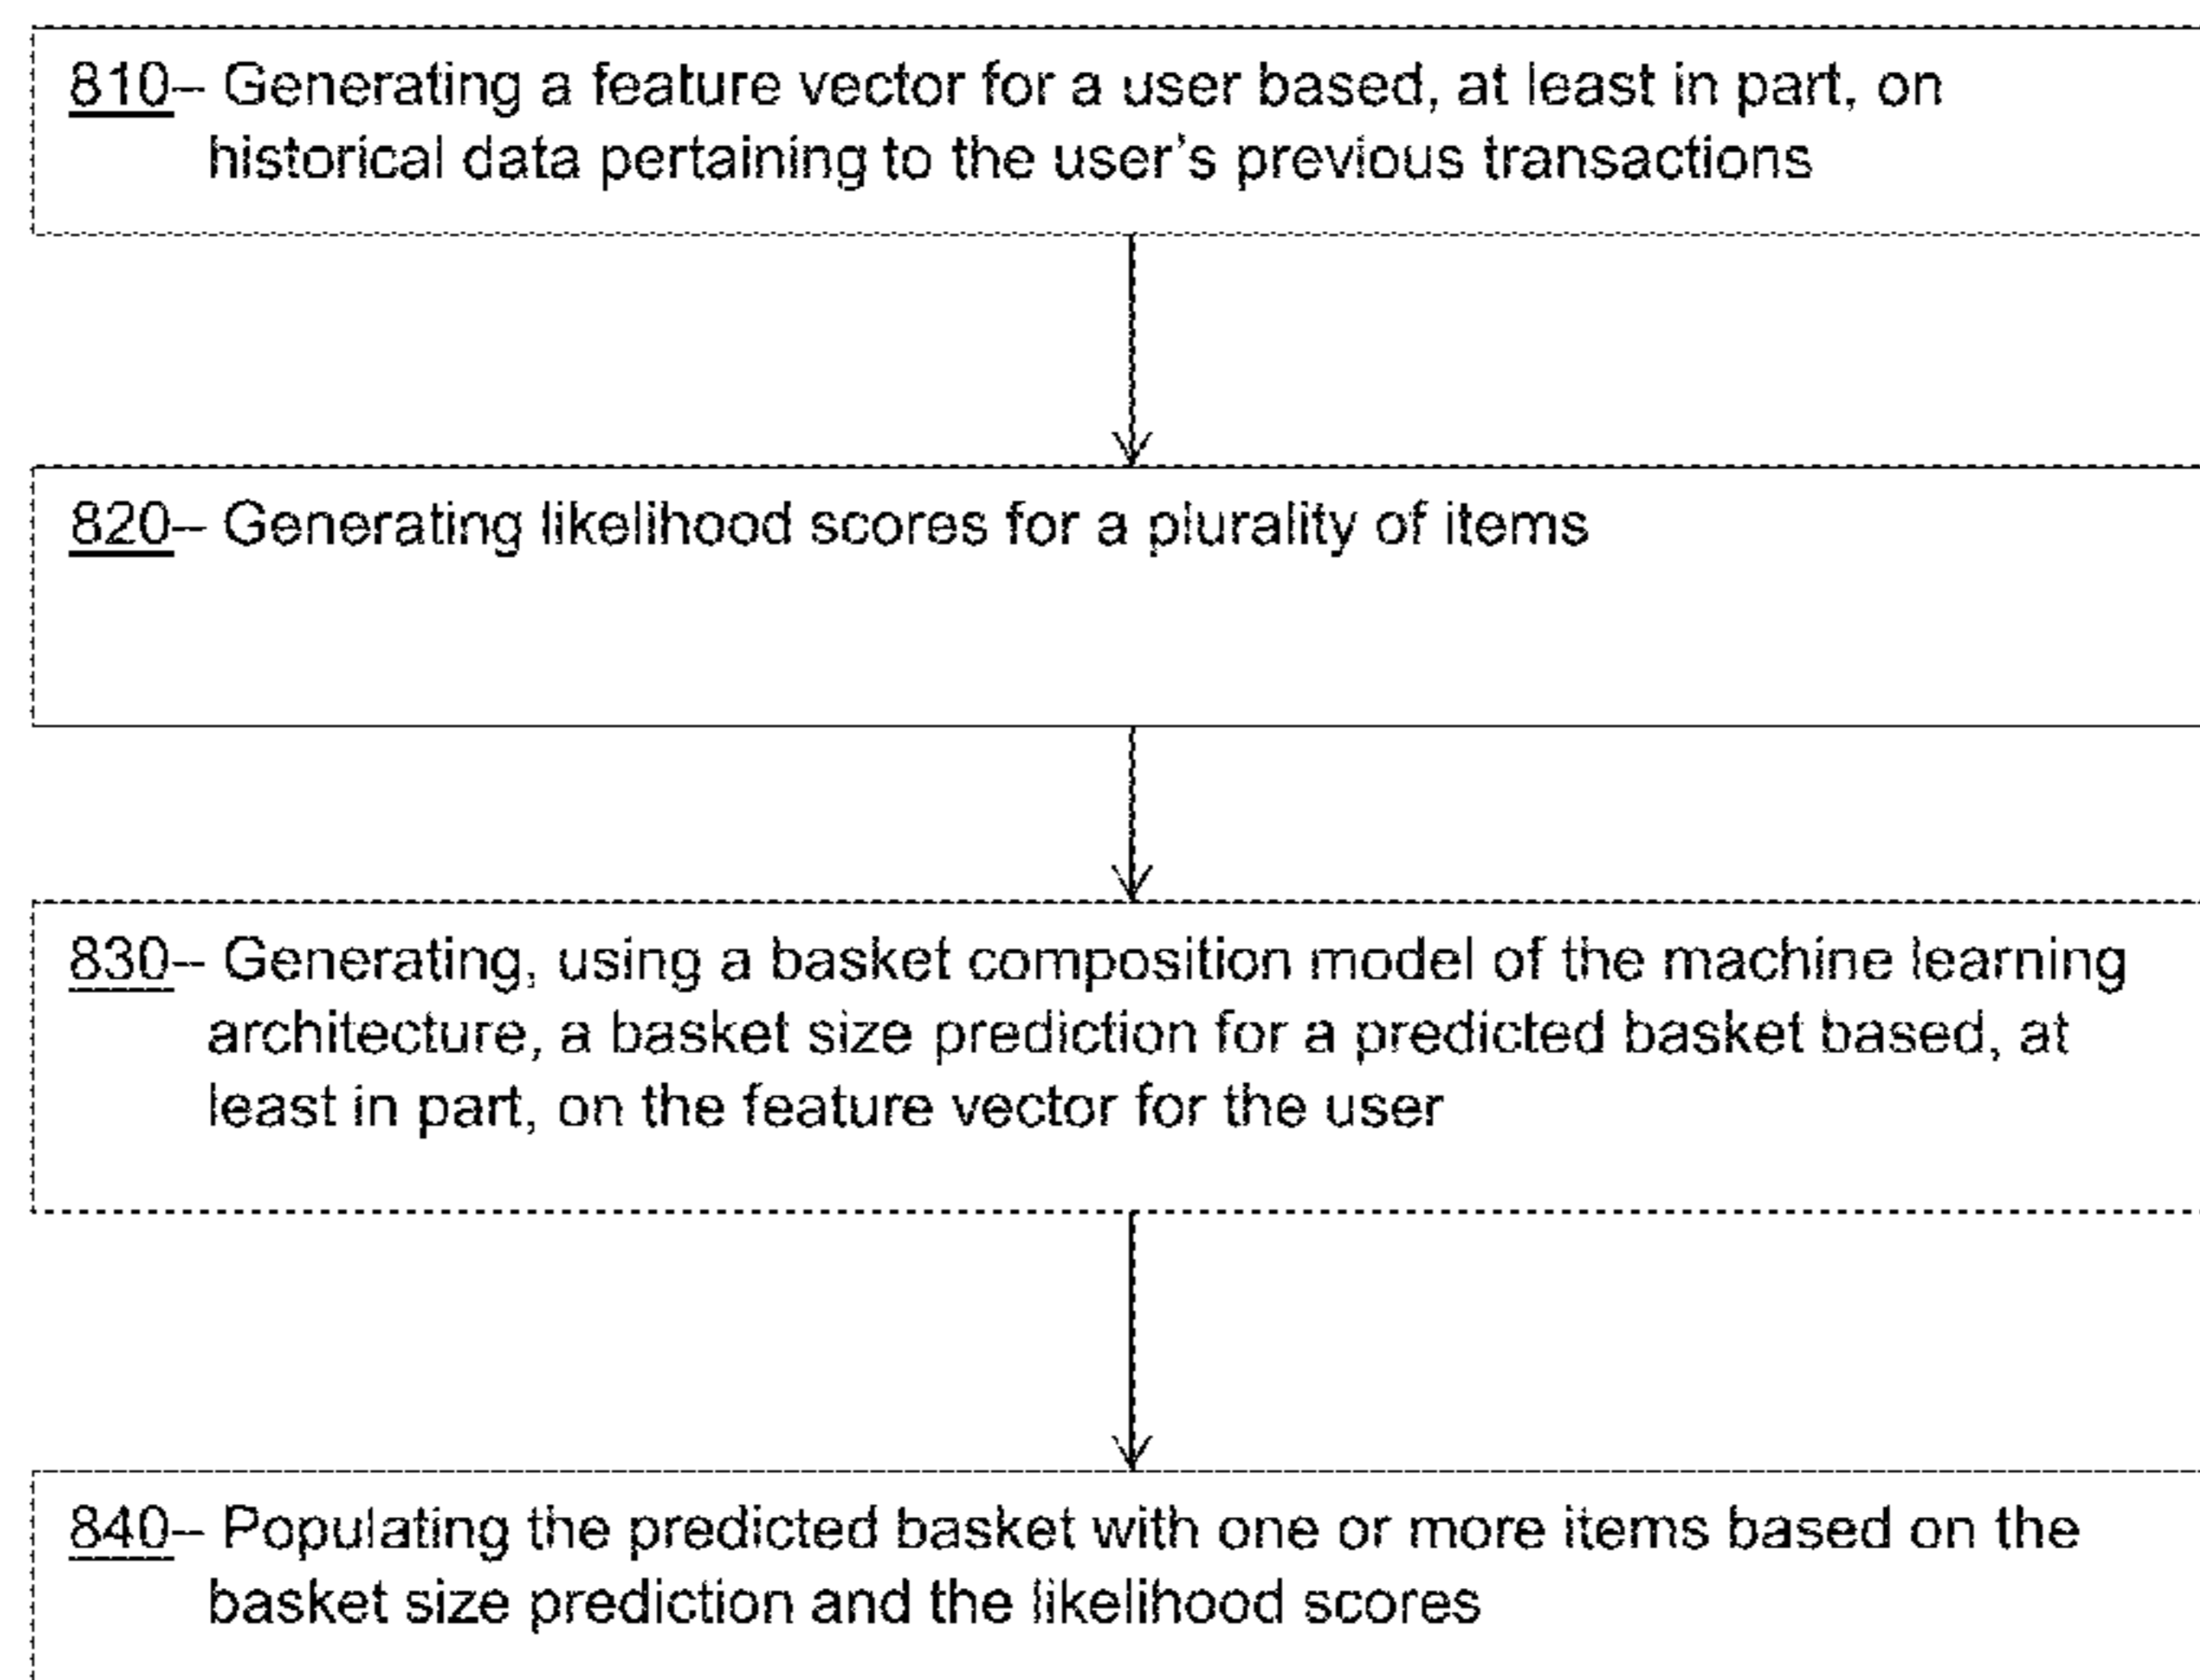 810– Generating a feature vector for a user based, at least in part, on
historical data pertaining to the user's previous transactions
820– Generating likelihood scores for a plurality of items
830– Generating, using a basket composition model of the machine learning
architecture, a basket size prediction for a predicted basket based, at
least in part, on the feature vector for the user
840– Populating the predicted basket with one or more items based on the
basket size prediction and the likelihood scores